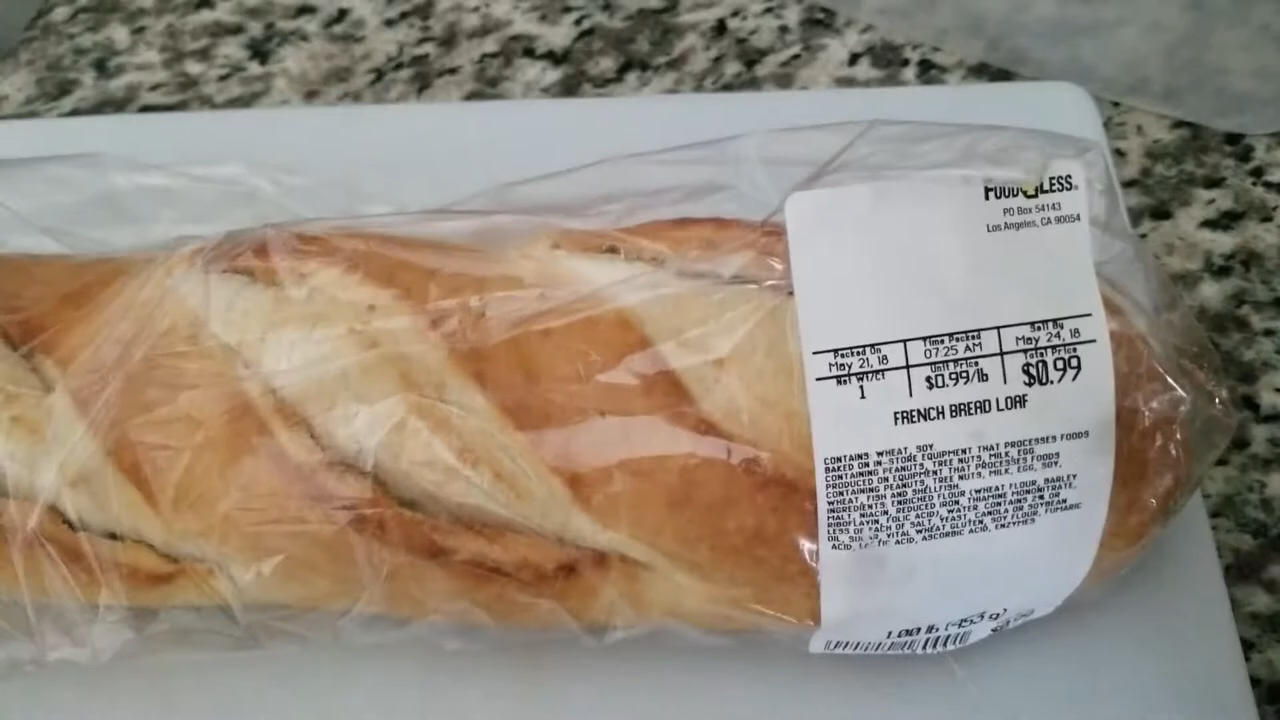 FOOD 4 LESS®
PO Box 54143
Los Angeles, CA 90054
Packed On Time Packed Sell By
May 21, 18 07:25 AM May 24, 18
Net Wt/Ct Unit Price Total Price
1 $0.99/lb $0.99
FRENCH BREAD LOAF
CONTAINS: WHEAT, SOY
BAKED ON IN-STORE EQUIPMENT THAT PROCESSES FOODS
CONTAINING PEANUTS, TREE NUTS, MILK, EGG.
PRODUCED ON EQUIPMENT THAT PROCESSES FOODS
CONTAINING PEANUTS, TREE NUTS, MILK, EGG, SOY,
WHEAT, FISH AND SHELLFISH.
INGREDIENTS: ENRICHED FLOUR (WHEAT FLOUR, BARLEY
MALT, NIACIN, REDUCED IRON, THIAMINE MONONITRATE,
RIBOFLAVIN, FOLIC ACID), WATER. CONTAINS 2% OR
LESS OF EACH OF SALT, YEAST, CANOLA OR SOYBEAN
OIL, SUGAR, VITAL WHEAT GLUTEN, SOY FLOUR, FUMARIC
ACID, LACTIC ACID, ASCORBIC ACID, ENZYMES
1.00 lb (453 g)